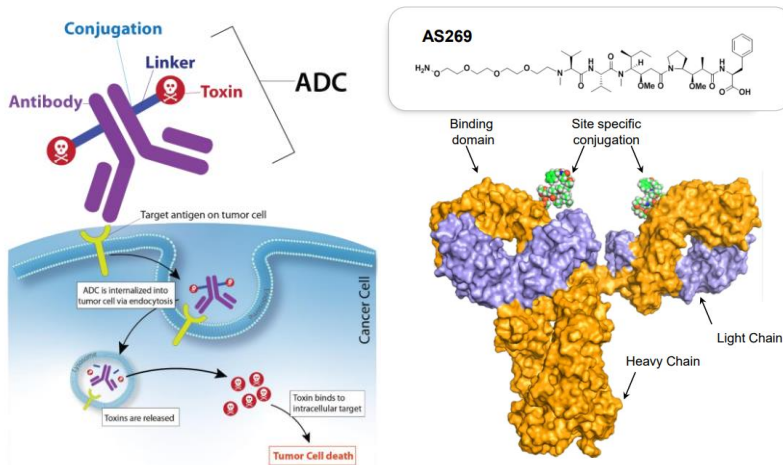 Conjugation
Linker
Toxin
Antibody
ADC
Target antigen on tumor cell
ADC is internalized into
tumor cell via endocytosis
Cancer Cell
Lysosome
Toxins are released
Toxin binds to
intracellular target
Tumor Cell death
AS269
H₂N
O
O
O
O
N
O
H
N
N
O
H
OMe
O
N
OMe
O
H
N
O
OH
Binding
domain
Site specific
conjugation
Light Chain
Heavy Chain